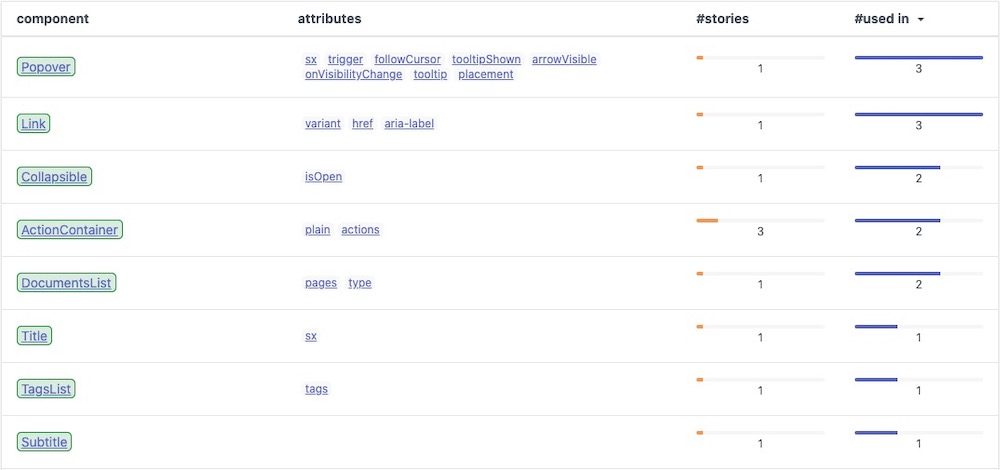 component attributes #stories #used in
Popover sx trigger followCursor tooltipShown arrowVisible 1 3
onVisibilityChange tooltip placement
Link variant href aria-label 1 3
Collapsible isOpen 1 2
ActionContainer plain actions 3 2
DocumentsList pages type 1 2
Title sx 1 1
TagsList tags 1 1
Subtitle 1 1